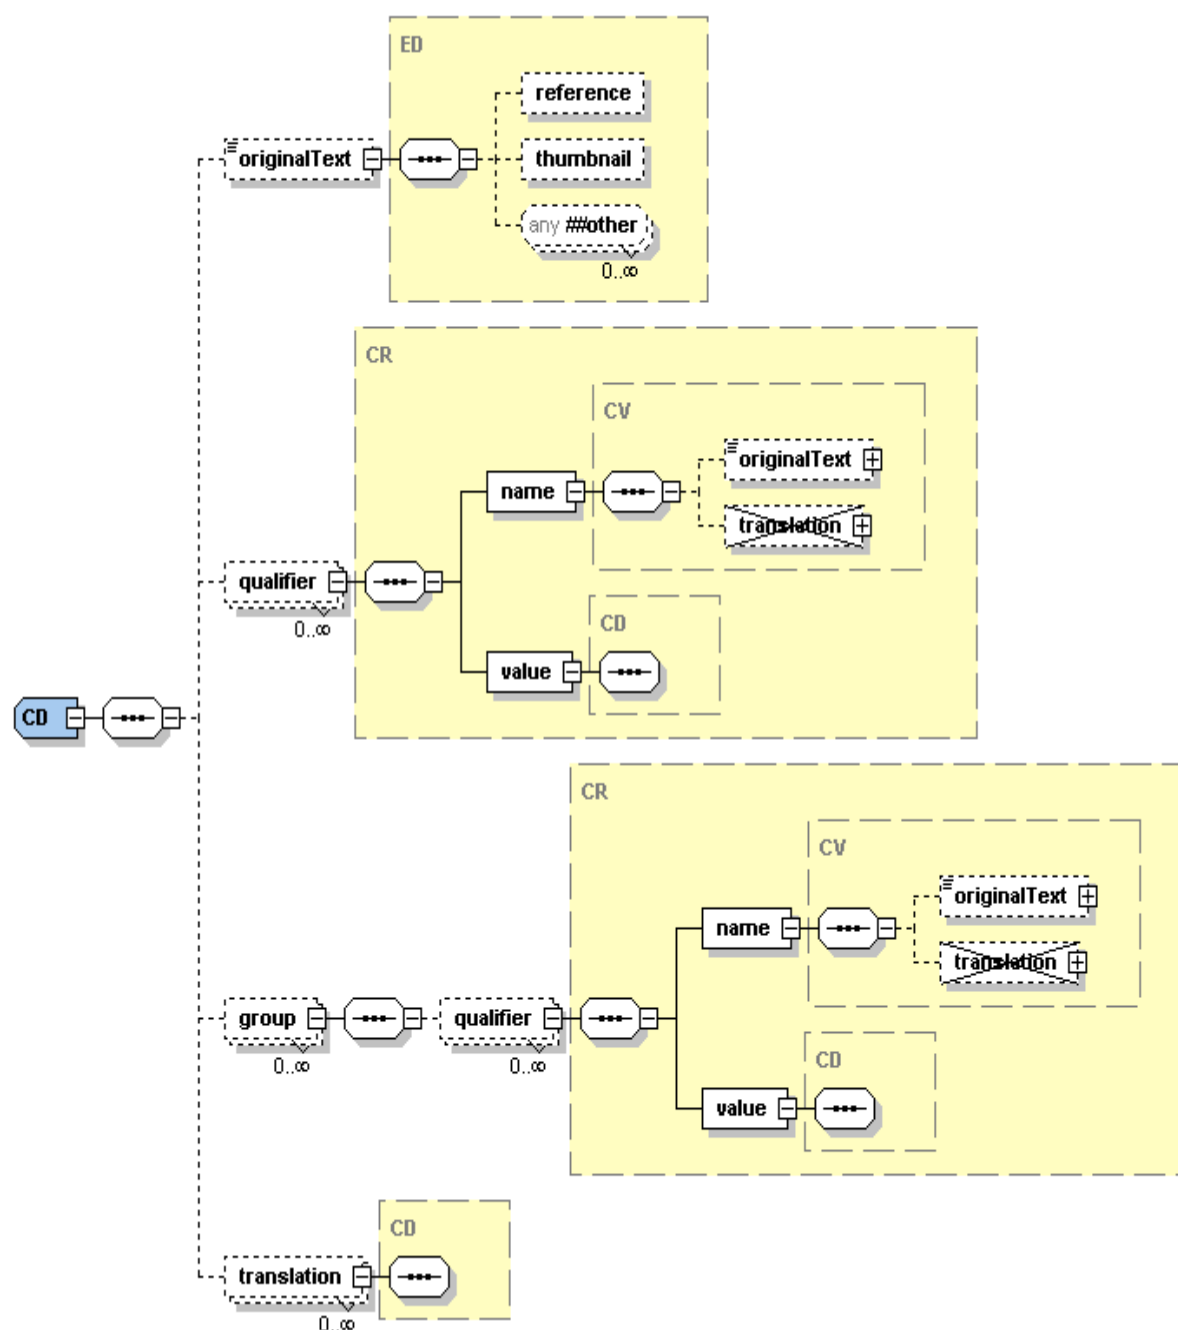 ED
reference
originalText
thumbnail
any ##other
0..∞
CR
CV
originalText
name
translation
qualifier
0..∞
CD
value
CD
CR
CV
originalText
name
translation
group
qualifier
0..∞
0..∞
CD
value
CD
translation
0..∞